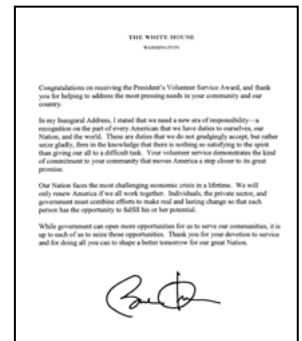 THE WHITE HOUSE
WASHINGTON
Congratulations on receiving the President's Volunteer Service Award, and thank
you for helping to address the most pressing needs in your community and our
country.
In my Inaugural Address, I stated that we need a new era of responsibility—a
recognition on the part of every American that we have duties to ourselves, our
Nation, and the world. These are duties that we do not grudgingly accept, but rather
seize gladly, firm in the knowledge that there is nothing so satisfying to the spirit
than giving our all to a difficult task. Your volunteer service demonstrates the kind
of commitment to your community that moves America a step closer to its great
promise.
Our Nation faces the most challenging economic crisis in a lifetime. We will
only renew America if we all work together. Individuals, the private sector, and
government must combine efforts to make real and lasting change so that each
person has the opportunity to fulfill his or her potential.
While government can open more opportunities for us to serve our communities, it is
up to each of us to seize those opportunities. Thank you for your devotion to service
and for doing all you can to shape a better tomorrow for our great Nation.